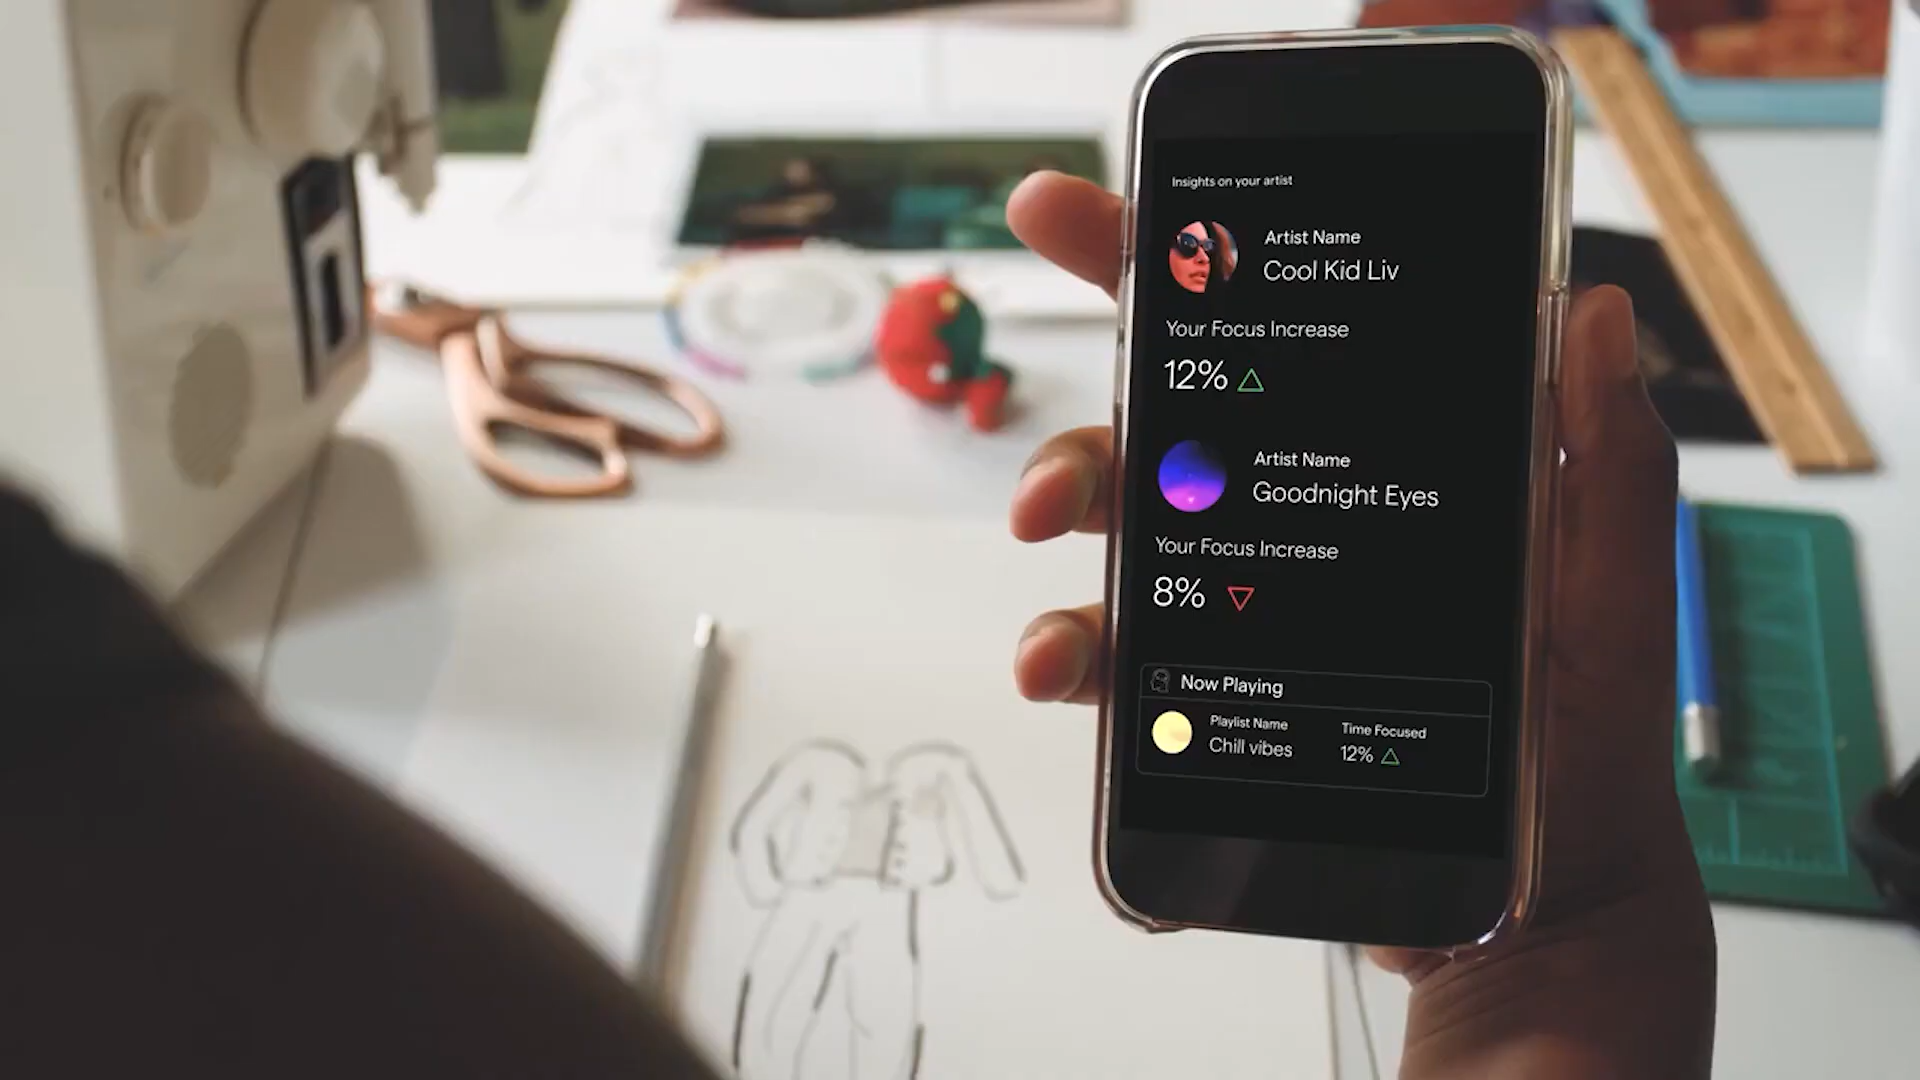 Insights on your artist
Artist Name
Cool Kid Liv
Your Focus Increase
12%
Artist Name
Goodnight Eyes
Your Focus Increase
8%
Now Playing
Playlist Name
Chill vibes
Time Focused
12%